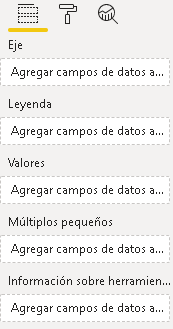 Eje
Agregar campos de datos a...
Leyenda
Agregar campos de datos a...
Valores
Agregar campos de datos a...
Múltiplos pequeños
Agregar campos de datos a...
Información sobre herramien...
Agregar campos de datos a...